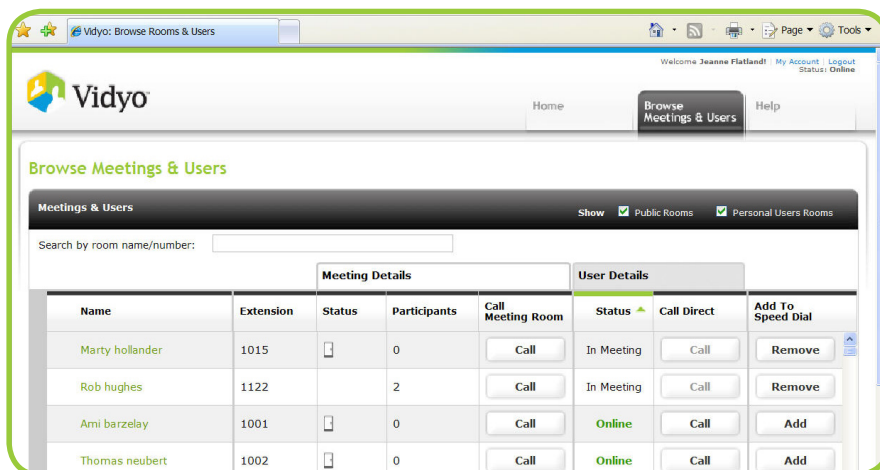 Vidyo: Browse Rooms & Users
Page
Tools
Welcome Jeanne Flatland! | My Account | Logout
Status: Online
Vidyo
Home
Browse
Meetings & Users
Help
Browse Meetings & Users
Meetings & Users
Show Public Rooms Personal Users Rooms
Search by room name/number:
Meeting Details User Details
Name Extension Status Participants Call Meeting Room Status Call Direct Add To Speed Dial
Marty hollander 1015 0 Call In Meeting Call Remove
Rob hughes 1122 2 Call In Meeting Call Remove
Arni barzelay 1001 0 Call Online Call Add
Thomas neubert 1002 0 Call Online Call Add